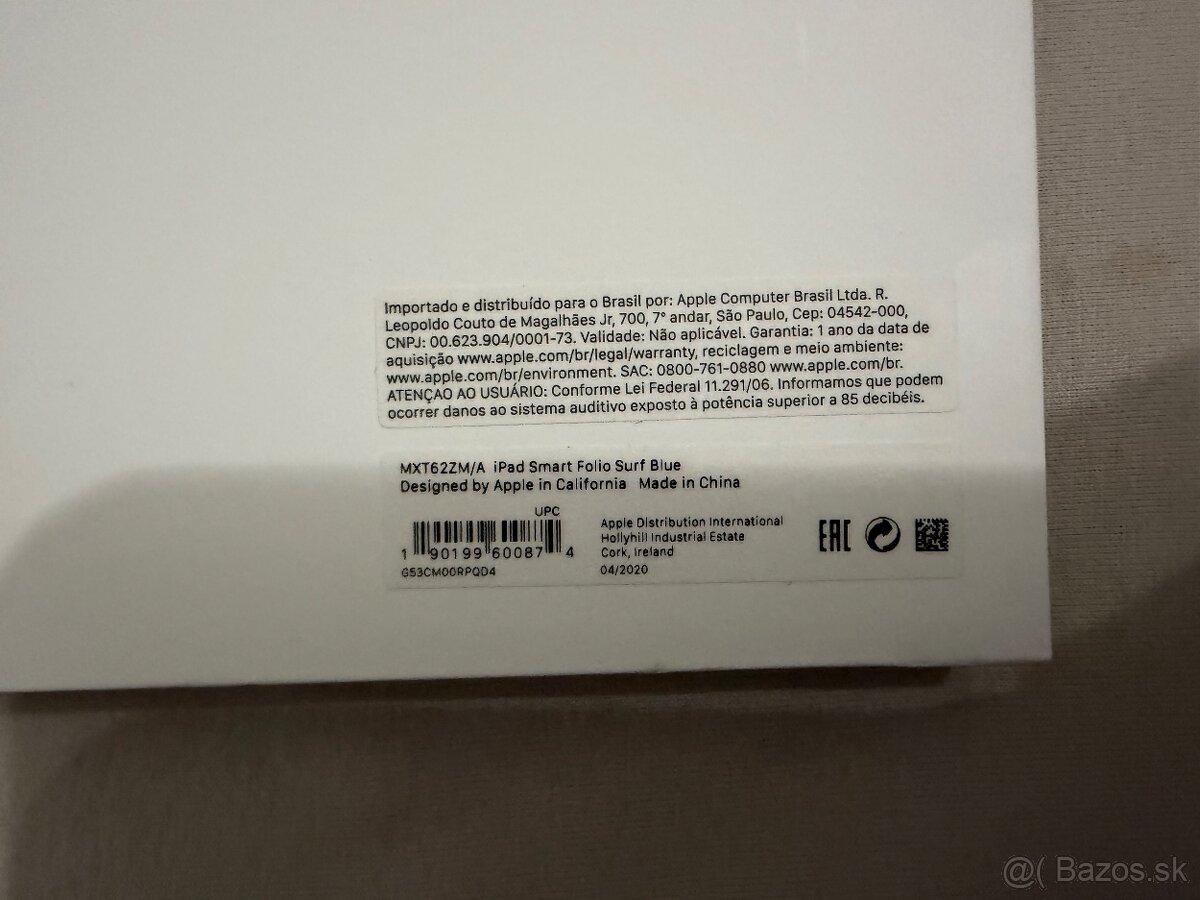 Importado e distribuído para o Brasil por: Apple Computer Brasil Ltda. R.
Leopoldo Couto de Magalhães Jr, 700, 7° andar, São Paulo, Cep: 04542-000,
CNPJ: 00.623.904/0001-73. Validade: Não aplicável. Garantia: 1 ano da data de
aquisição www.apple.com/br/legal/warranty, reciclagem e meio ambiente:
www.apple.com/br/environment. SAC: 0800-761-0880 www.apple.com/br.
ATENÇAO AO USUÁRIO: Conforme Lei Federal 11.291/06. Informamos que podem
ocorrer danos ao sistema auditivo exposto à potência superior a 85 decibéis.
MXT62ZM/A iPad Smart Folio Surf Blue
Designed by Apple in California Made in China
UPC
1 90199 60087 4
G53CM00RPQD4
Apple Distribution International
Hollyhill Industrial Estate
Cork, Ireland
04/2020
EAC
@( Bazos.sk